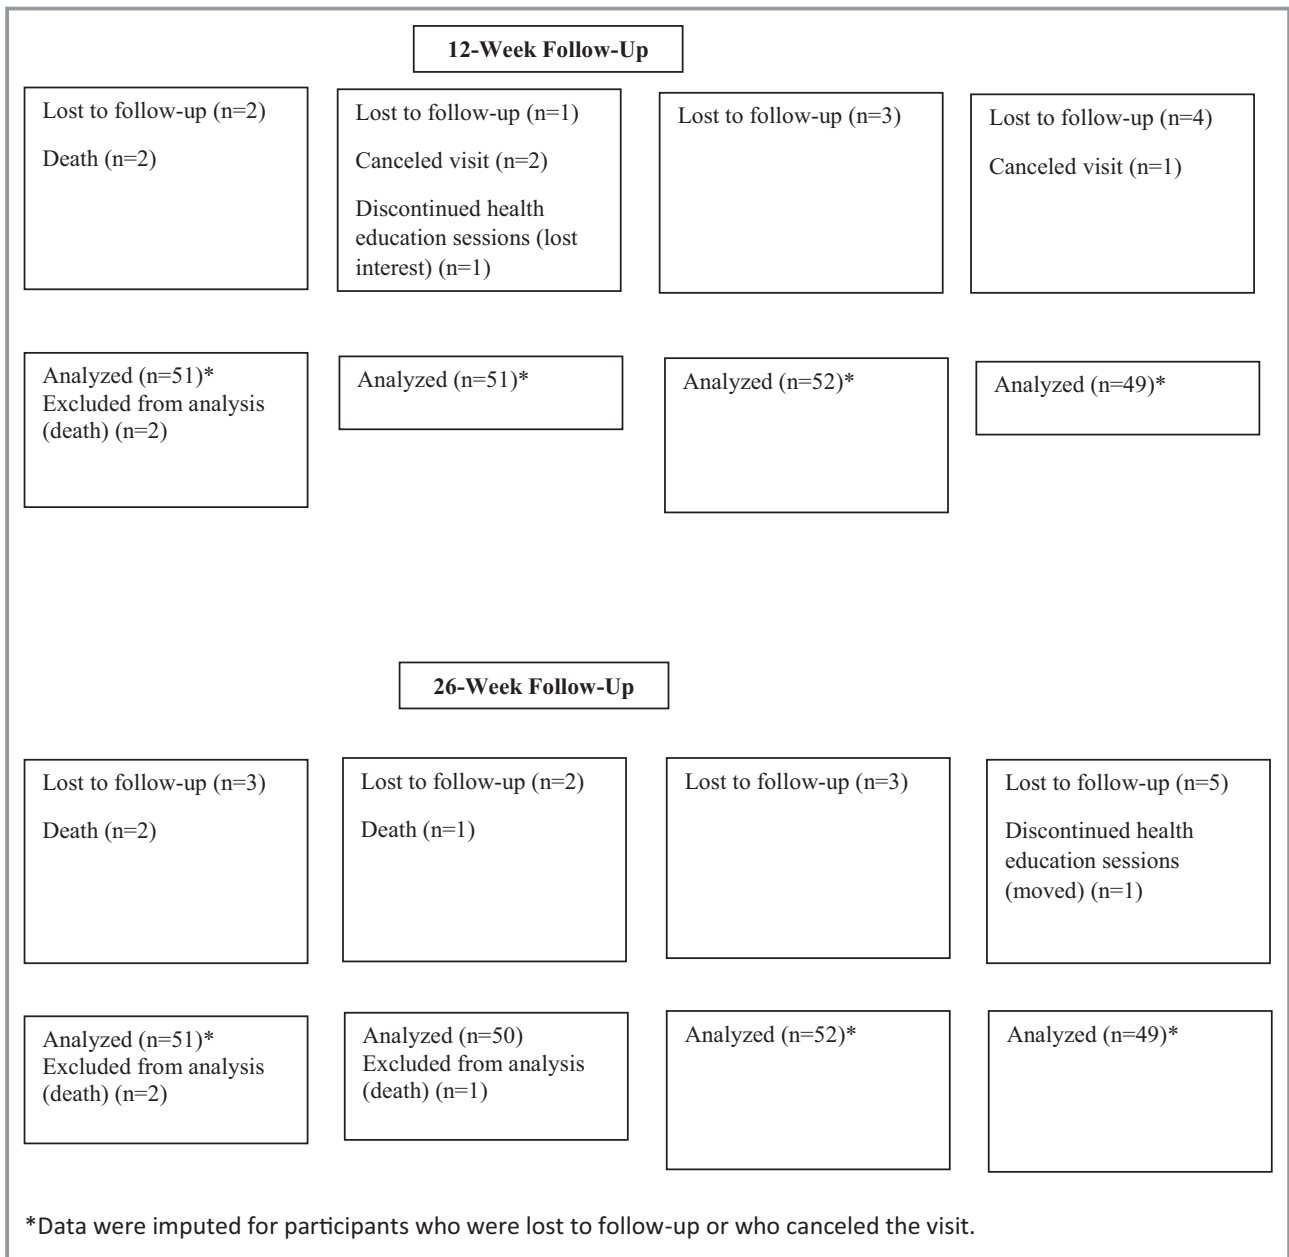 12-Week Follow-Up
Lost to follow-up (n=2)
Death (n=2)
Lost to follow-up (n=1)
Canceled visit (n=2)
Discontinued health
education sessions (lost
interest) (n=1)
Lost to follow-up (n=3)
Lost to follow-up (n=4)
Canceled visit (n=1)
Analyzed (n=51)*
Excluded from analysis
(death) (n=2)
Analyzed (n=51)*
Analyzed (n=52)*
Analyzed (n=49)*
26-Week Follow-Up
Lost to follow-up (n=3)
Death (n=2)
Lost to follow-up (n=2)
Death (n=1)
Lost to follow-up (n=3)
Lost to follow-up (n=5)
Discontinued health
education sessions
(moved) (n=1)
Analyzed (n=51)*
Excluded from analysis
(death) (n=2)
Analyzed (n=50)
Excluded from analysis
(death) (n=1)
Analyzed (n=52)*
Analyzed (n=49)*
*Data were imputed for participants who were lost to follow-up or who canceled the visit.